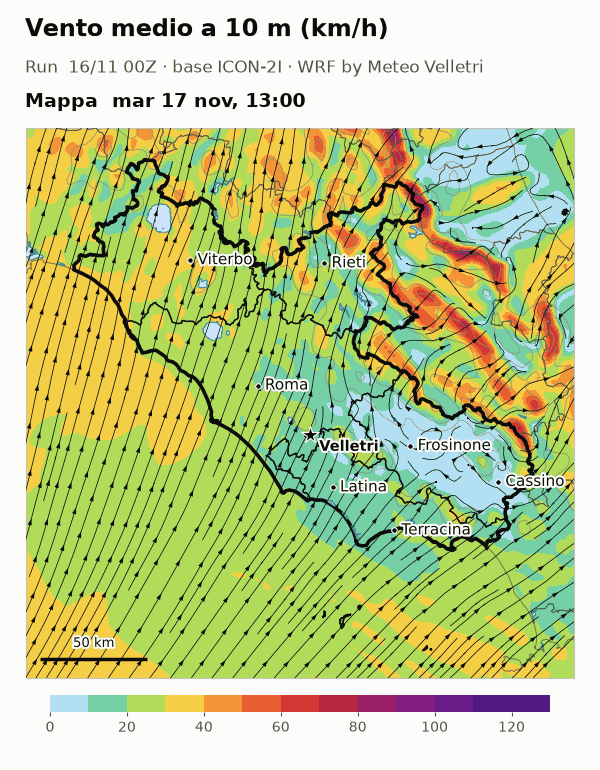 Vento medio a 10 m (km/h)
Run 16/11 00Z · base ICON-2I · WRF by Meteo Velletri
Mappa mar 17 nov, 13:00
Viterbo
Rieti
Roma
Velletri
Frosinone
Cassino
Latina
Terracina
50 km
0 20 40 60 80 100 120